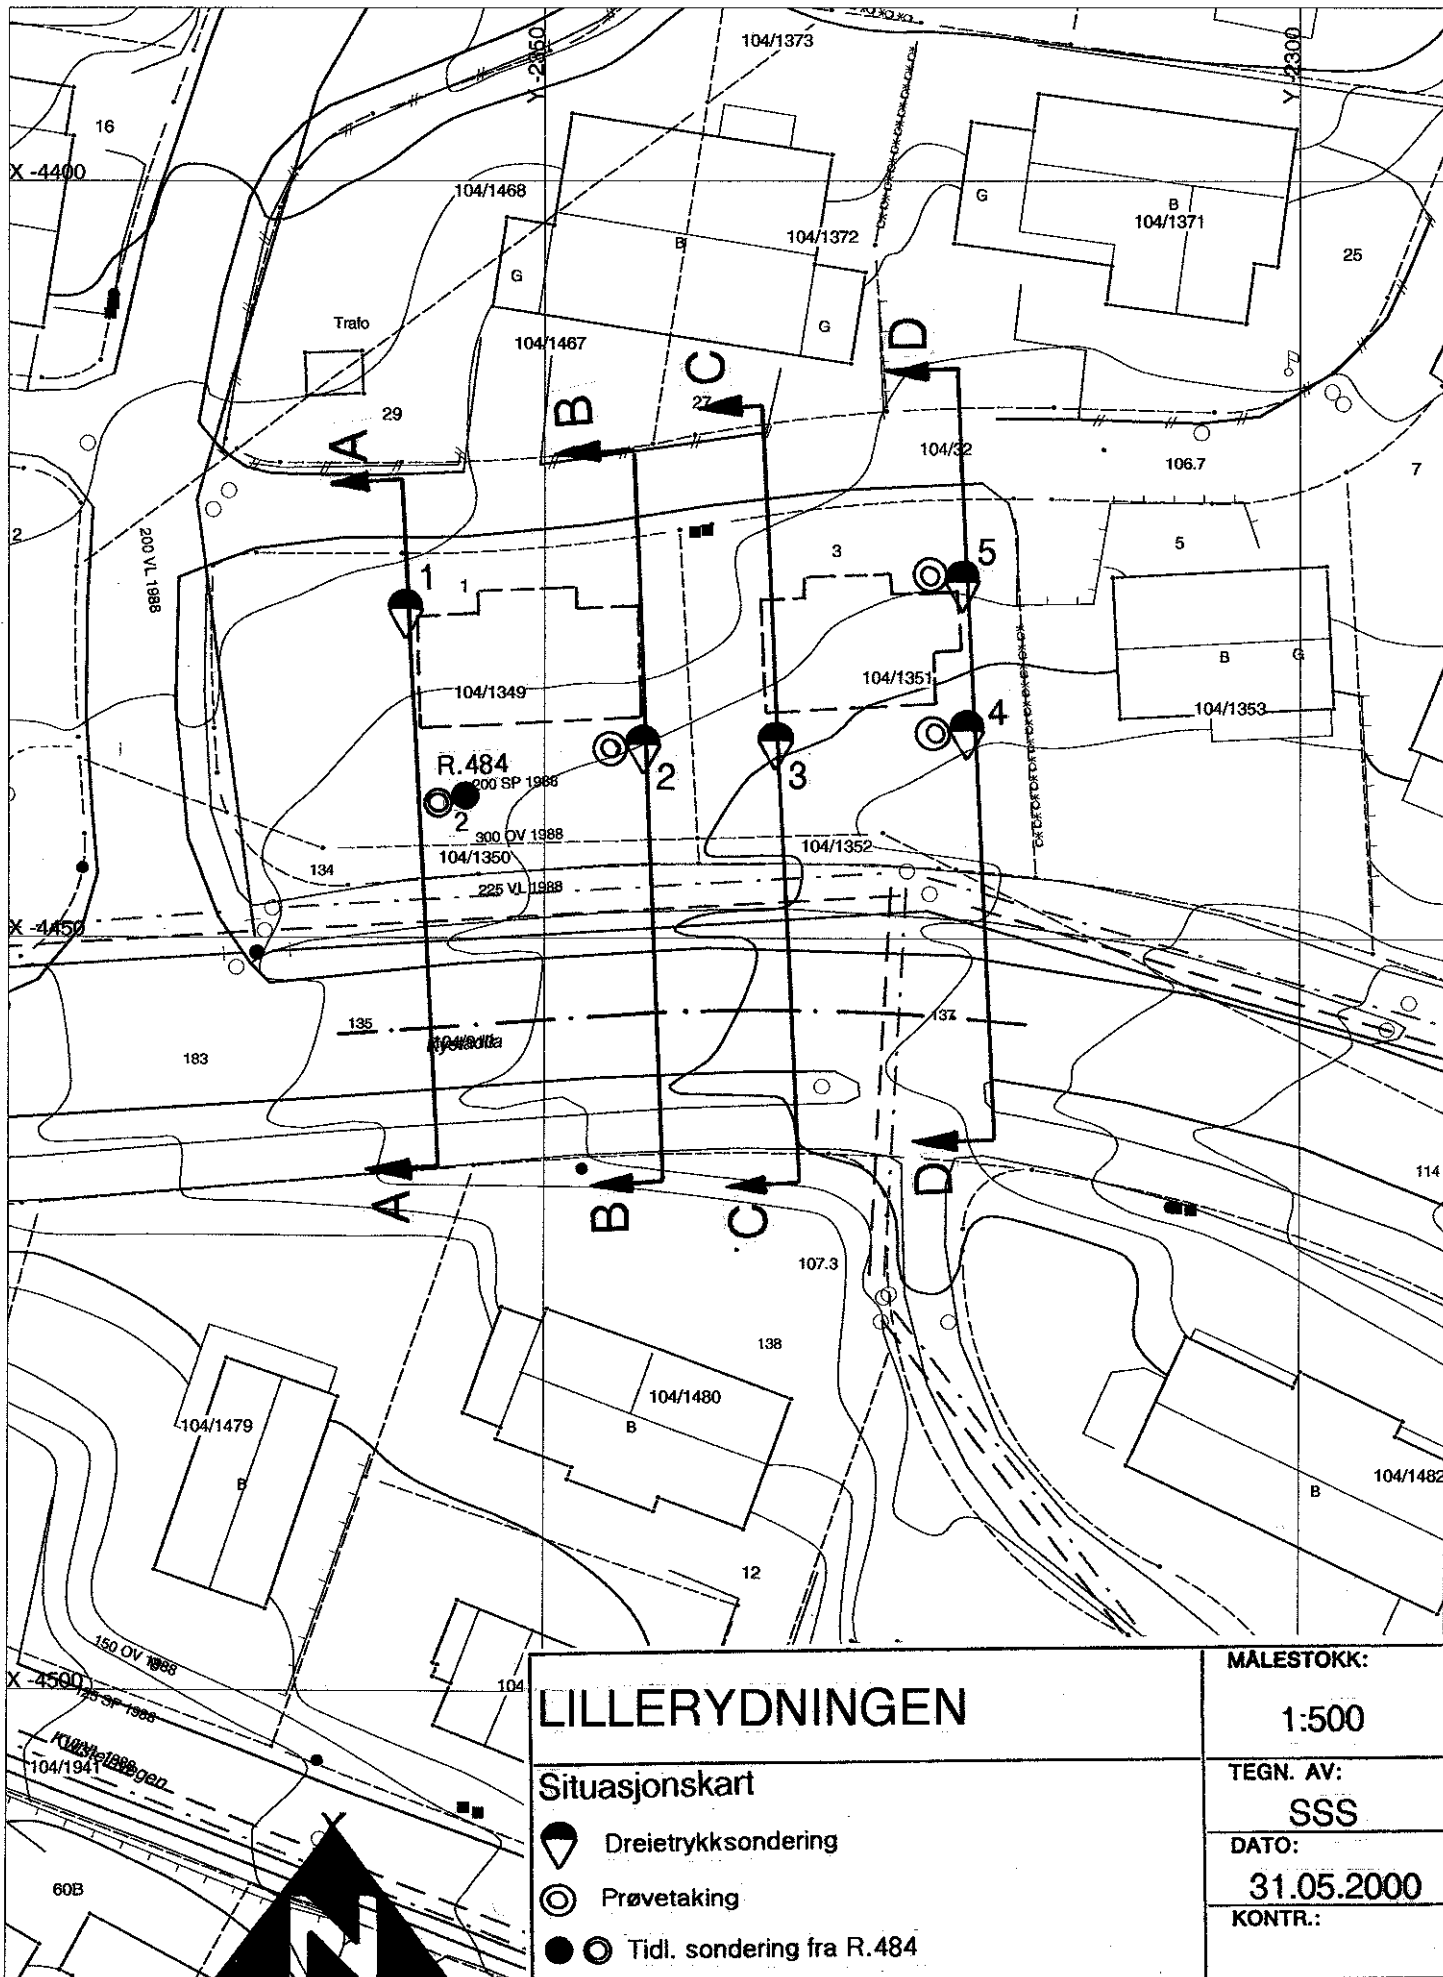 104/1373
Y -2350
Y -2300
16
X -4400
104/1468
B
104/1372
G
G
B
104/1371
25
G
Trafo
104/1467
D
C
B
27
29
A
104/32
106.7
7
2
200 VL 1988
1
1
3
5
5
104/1349
104/1351
B
G
104/1353
4
R.484
200 SP 1988
2
3
2
300 OV 1988
104/1350
104/1352
134
225 VL 1988
X -4450
135
137
183
A
B
C
D
114
107.3
138
104/1479
104/1480
B
B
104/1482
B
12
150 OV 1988
X -4500
125 SP 1988
104
104/1941
60B
X
LILLERYDNINGEN
MÅLESTOKK:
1:500
Situasjonskart
TEGN. AV:
SSS
Dreietrykksondering
DATO:
31.05.2000
Prøvetaking
KONTR.:
Tidl. sondering fra R.484